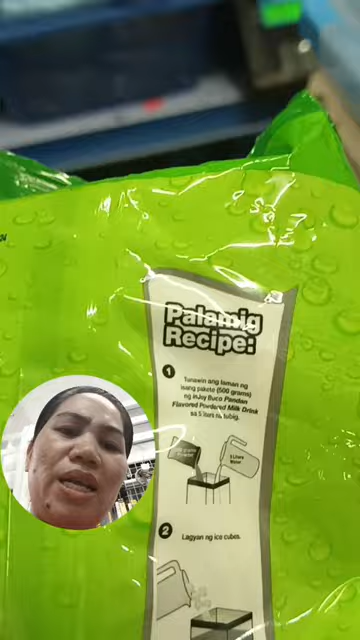 Palamig
Recipe:
1
Tunawin ang laman ng
isang pakete (500 grams)
ng inJoy Buco Pandan
Flavored Powdered Milk Drink
sa 5 liters na tubig.
5 Liters
Water
2
Lagyan ng ice cubes.